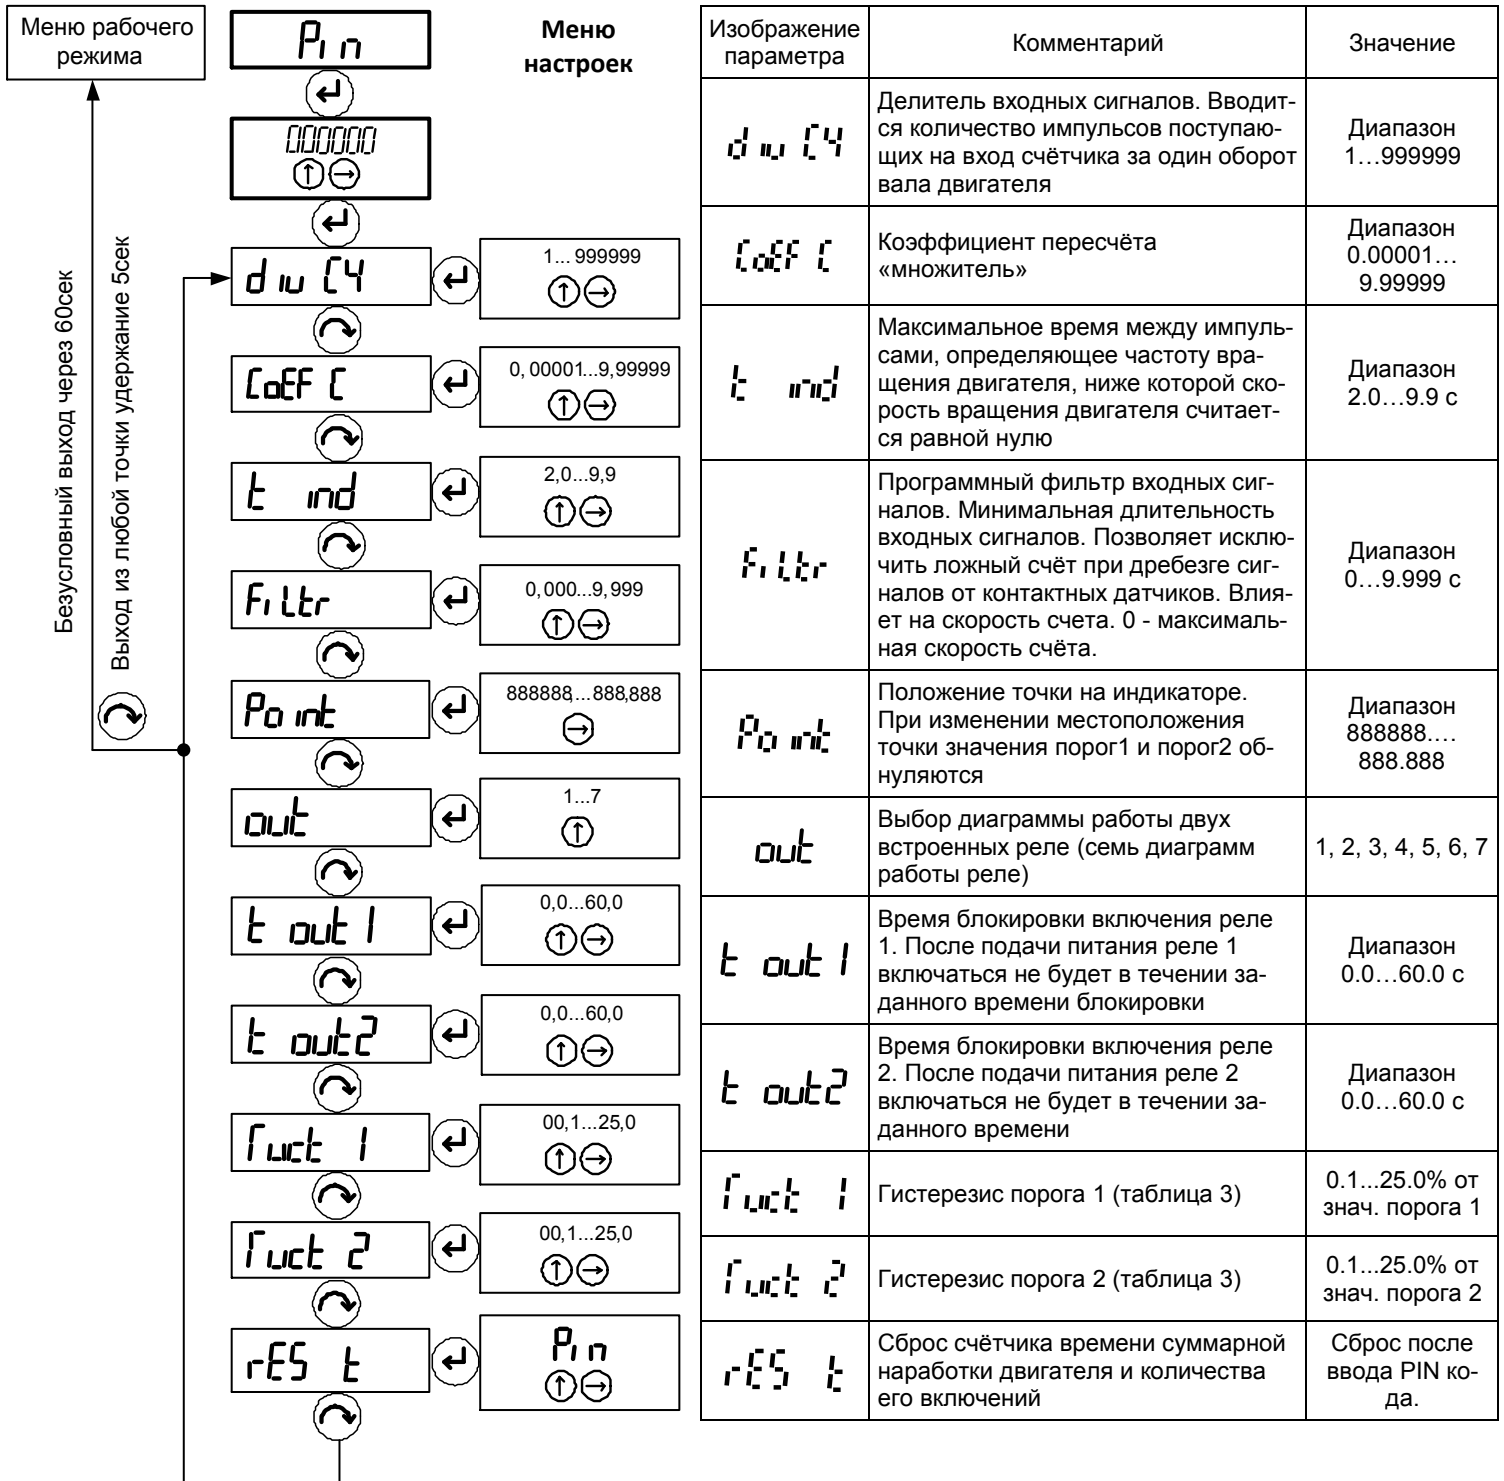 Меню рабочего
режима
Pin
Меню
настроек
000000
Безусловный выход через 60сек
Выход из любой точки удержание 5сек
diu C4
1... 999999
CoEF C
0, 00001...9,99999
t ind
2,0...9,9
FiLtr
0,000...9,999
Point
888888,...888,888
out
1...7
t out1
0,0...60,0
t out2
0,0...60,0
Гuct 1
00,1...25,0
Гuct 2
00,1...25,0
rES t
Pin
Изображение
параметра
Комментарий
Значение
diu C4
Делитель входных сигналов. Вводит-
ся количество импульсов поступаю-
щих на вход счётчика за один оборот
вала двигателя
Диапазон
1…999999
CoEF C
Коэффициент пересчёта
«множитель»
Диапазон
0.00001…
9.99999
t ind
Максимальное время между импуль-
сами, определяющее частоту вра-
щения двигателя, ниже которой ско-
рость вращения двигателя считает-
ся равной нулю
Диапазон
2.0…9.9 с
FiLtr
Программный фильтр входных сиг-
налов. Минимальная длительность
входных сигналов. Позволяет исклю-
чить ложный счёт при дребезге сиг-
налов от контактных датчиков. Влия-
ет на скорость счета. 0 - максималь-
ная скорость счёта.
Диапазон
0…9.999 с
Point
Положение точки на индикаторе.
При изменении местоположения
точки значения порог1 и порог2 об-
нуляются
Диапазон
888888.…
888.888
out
Выбор диаграммы работы двух
встроенных реле (семь диаграмм
работы реле)
1, 2, 3, 4, 5, 6, 7
t out1
Время блокировки включения реле
1. После подачи питания реле 1
включаться не будет в течении за-
данного времени блокировки
Диапазон
0.0…60.0 с
t out2
Время блокировки включения реле
2. После подачи питания реле 2
включаться не будет в течении за-
данного времени
Диапазон
0.0…60.0 с
Гuct 1
Гистерезис порога 1 (таблица 3)
0.1...25.0% от
знач. порога 1
Гuct 2
Гистерезис порога 2 (таблица 3)
0.1...25.0% от
знач. порога 2
rES t
Сброс счётчика времени суммарной
наработки двигателя и количества
его включений
Сброс после
ввода PIN ко-
да.